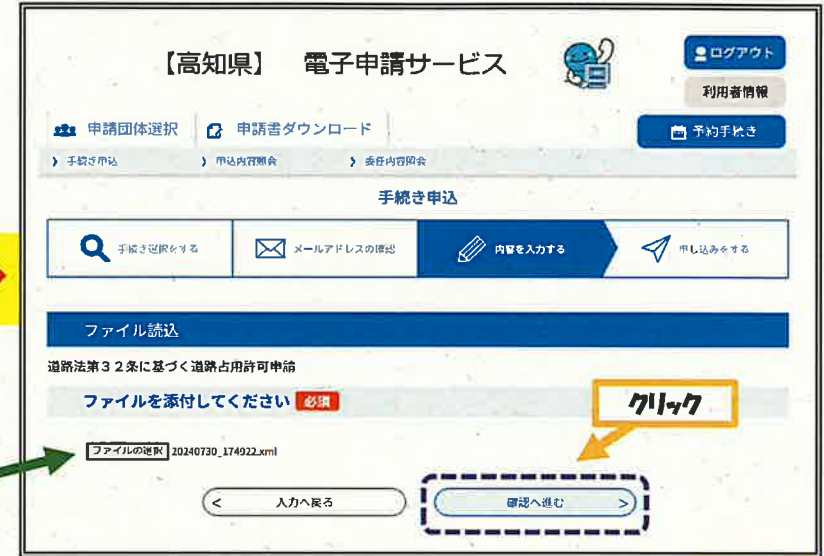 【高知県】 電子申請サービス
ログアウト
利用者情報
申請団体選択 申請書ダウンロード 予約手続き
手続き申込 申込内容照会 委任内容照会
手続き申込
手続き選択をする メールアドレスの確認 内容を入力する 申し込みをする
ファイル読込
道路法第32条に基づく道路占用許可申請
ファイルを添付してください 必須
クリック
ファイルの選択 20240730_174922.xml
< 入力へ戻る 確認へ進む >